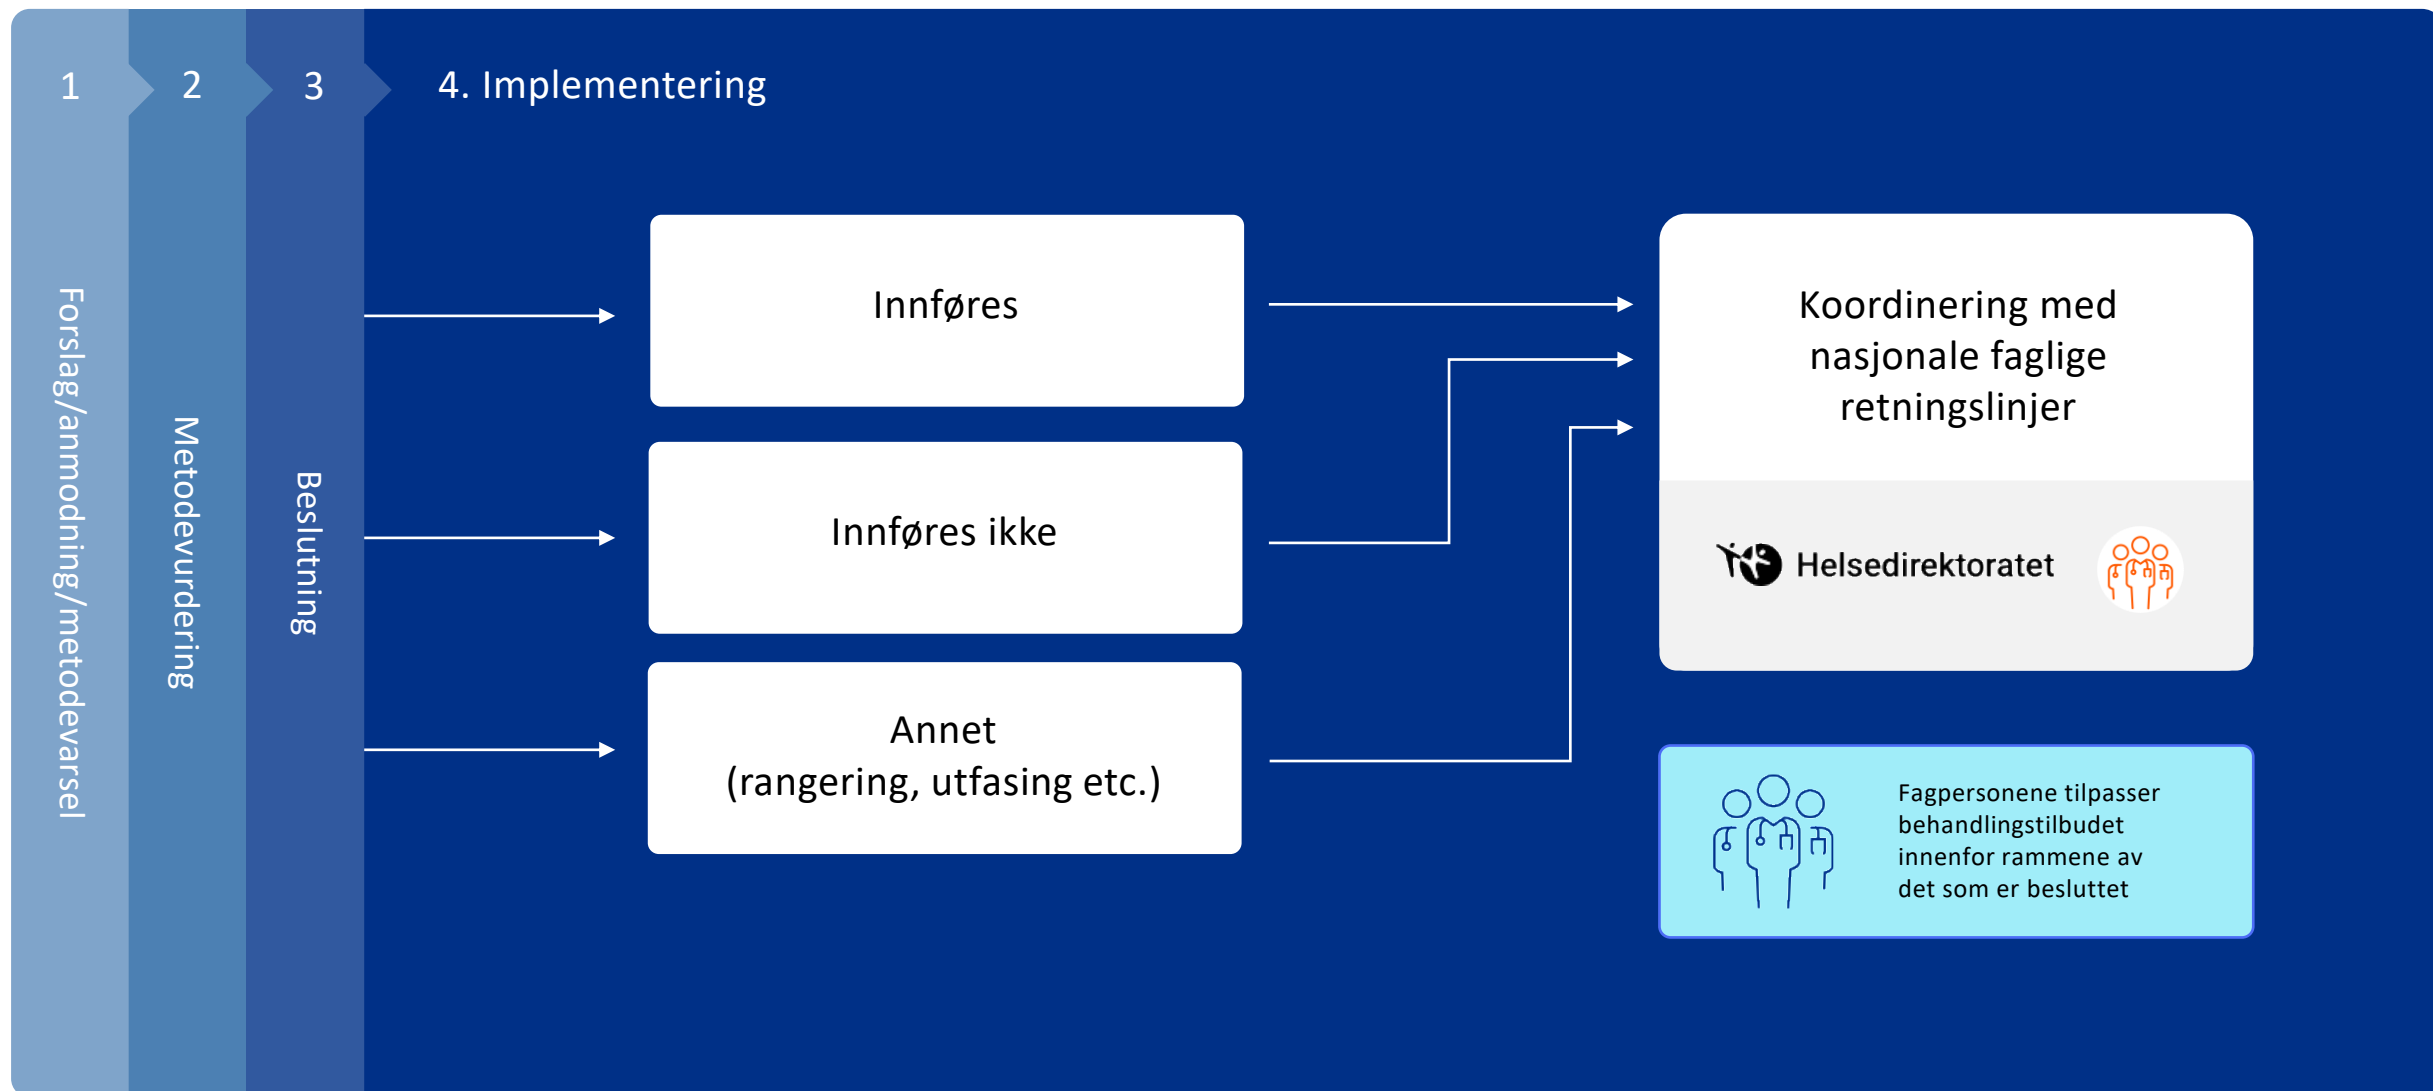 1
2
3
4. Implementering
Forslag/anmodning/metodevarsel
Metodevurdering
Beslutning
Innføres
Innføres ikke
Annet
(rangering, utfasing etc.)
Koordinering med
nasjonale faglige
retningslinjer
Helsedirektoratet
Fagpersonene tilpasser
behandlingstilbudet
innenfor rammene av
det som er besluttet